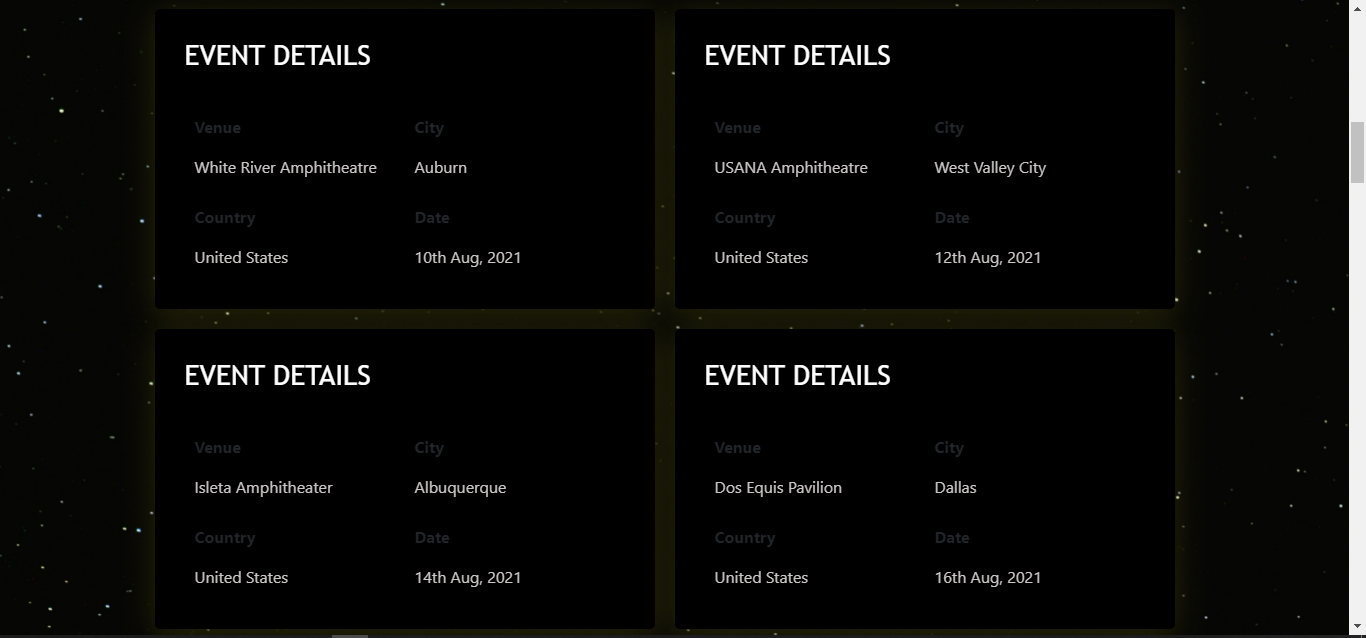 EVENT DETAILS
Venue City
White River Amphitheatre Auburn
Country Date
United States 10th Aug, 2021
EVENT DETAILS
Venue City
USANA Amphitheatre West Valley City
Country Date
United States 12th Aug, 2021
EVENT DETAILS
Venue City
Isleta Amphitheater Albuquerque
Country Date
United States 14th Aug, 2021
EVENT DETAILS
Venue City
Dos Equis Pavilion Dallas
Country Date
United States 16th Aug, 2021